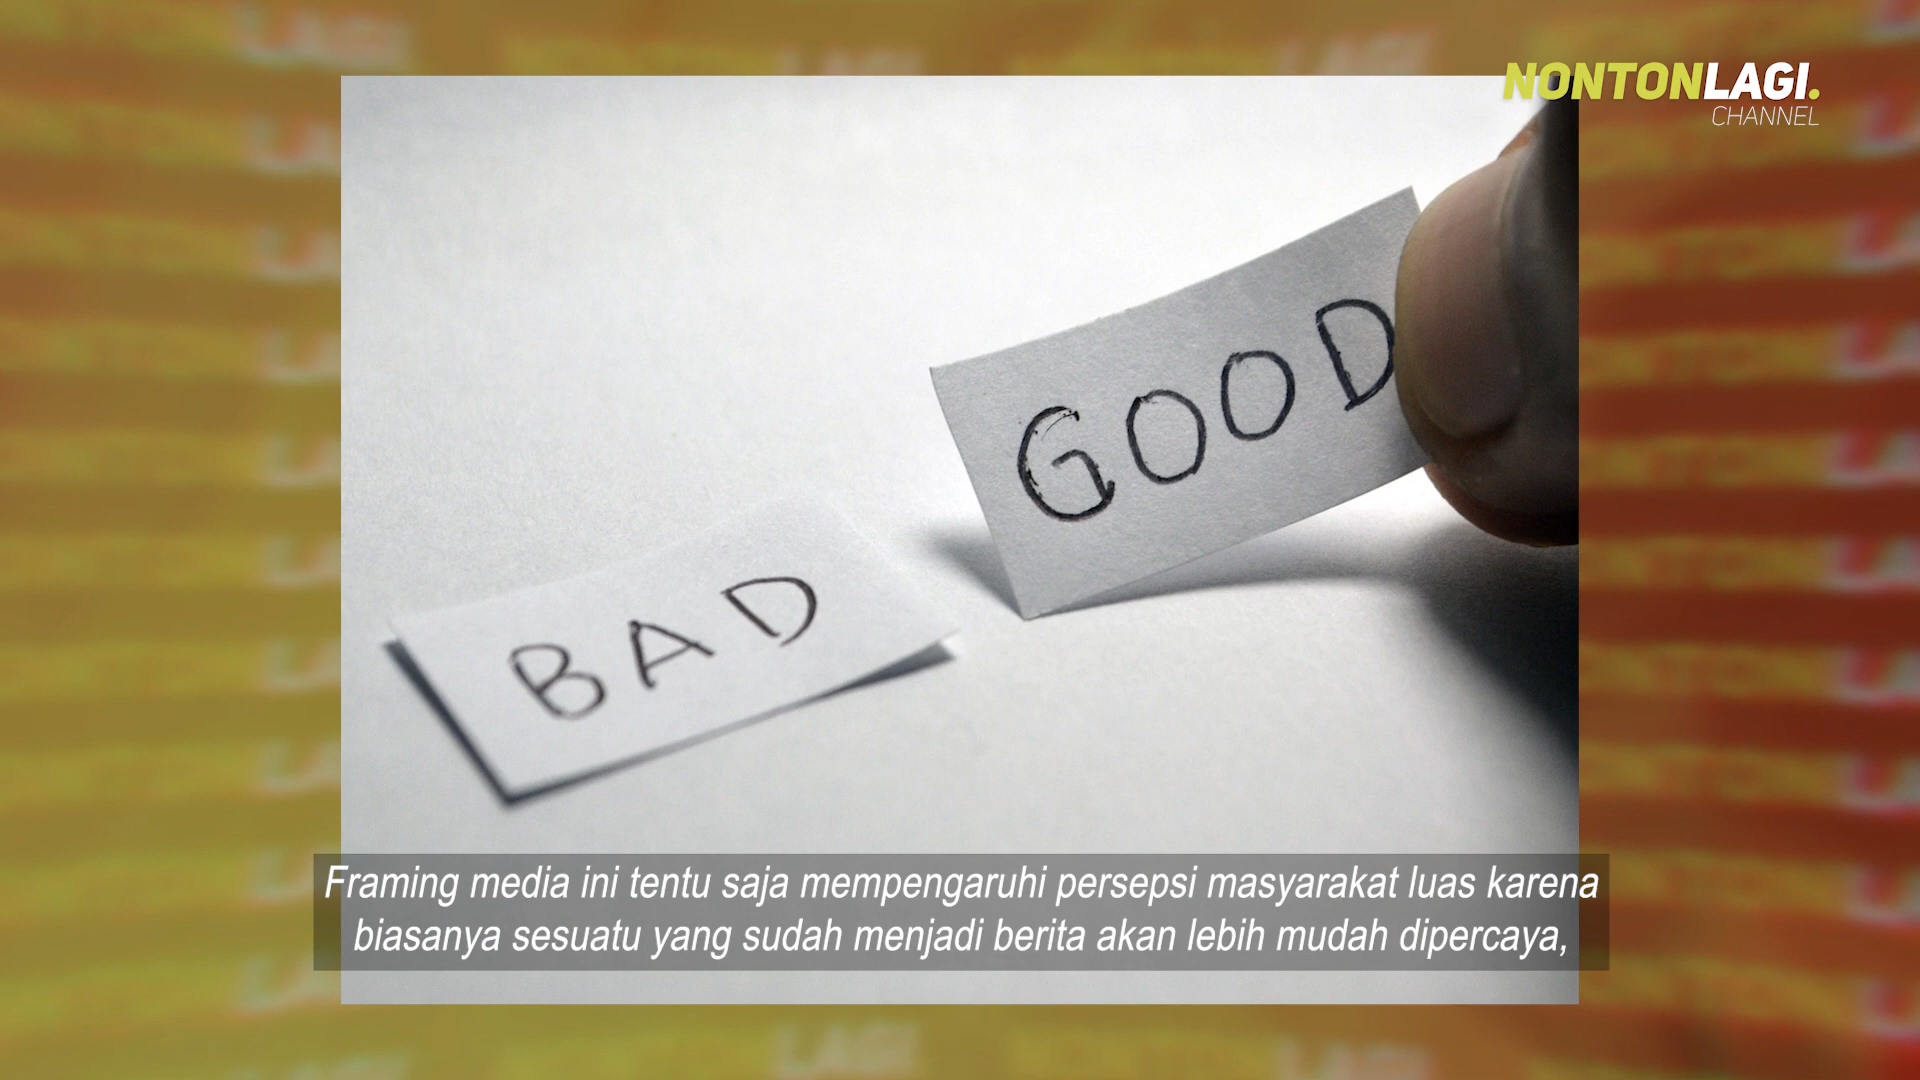 NONTONLAGI.
CHANNEL
GOOD
BAD
Framing media ini tentu saja mempengaruhi persepsi masyarakat luas karena
biasanya sesuatu yang sudah menjadi berita akan lebih mudah dipercaya,